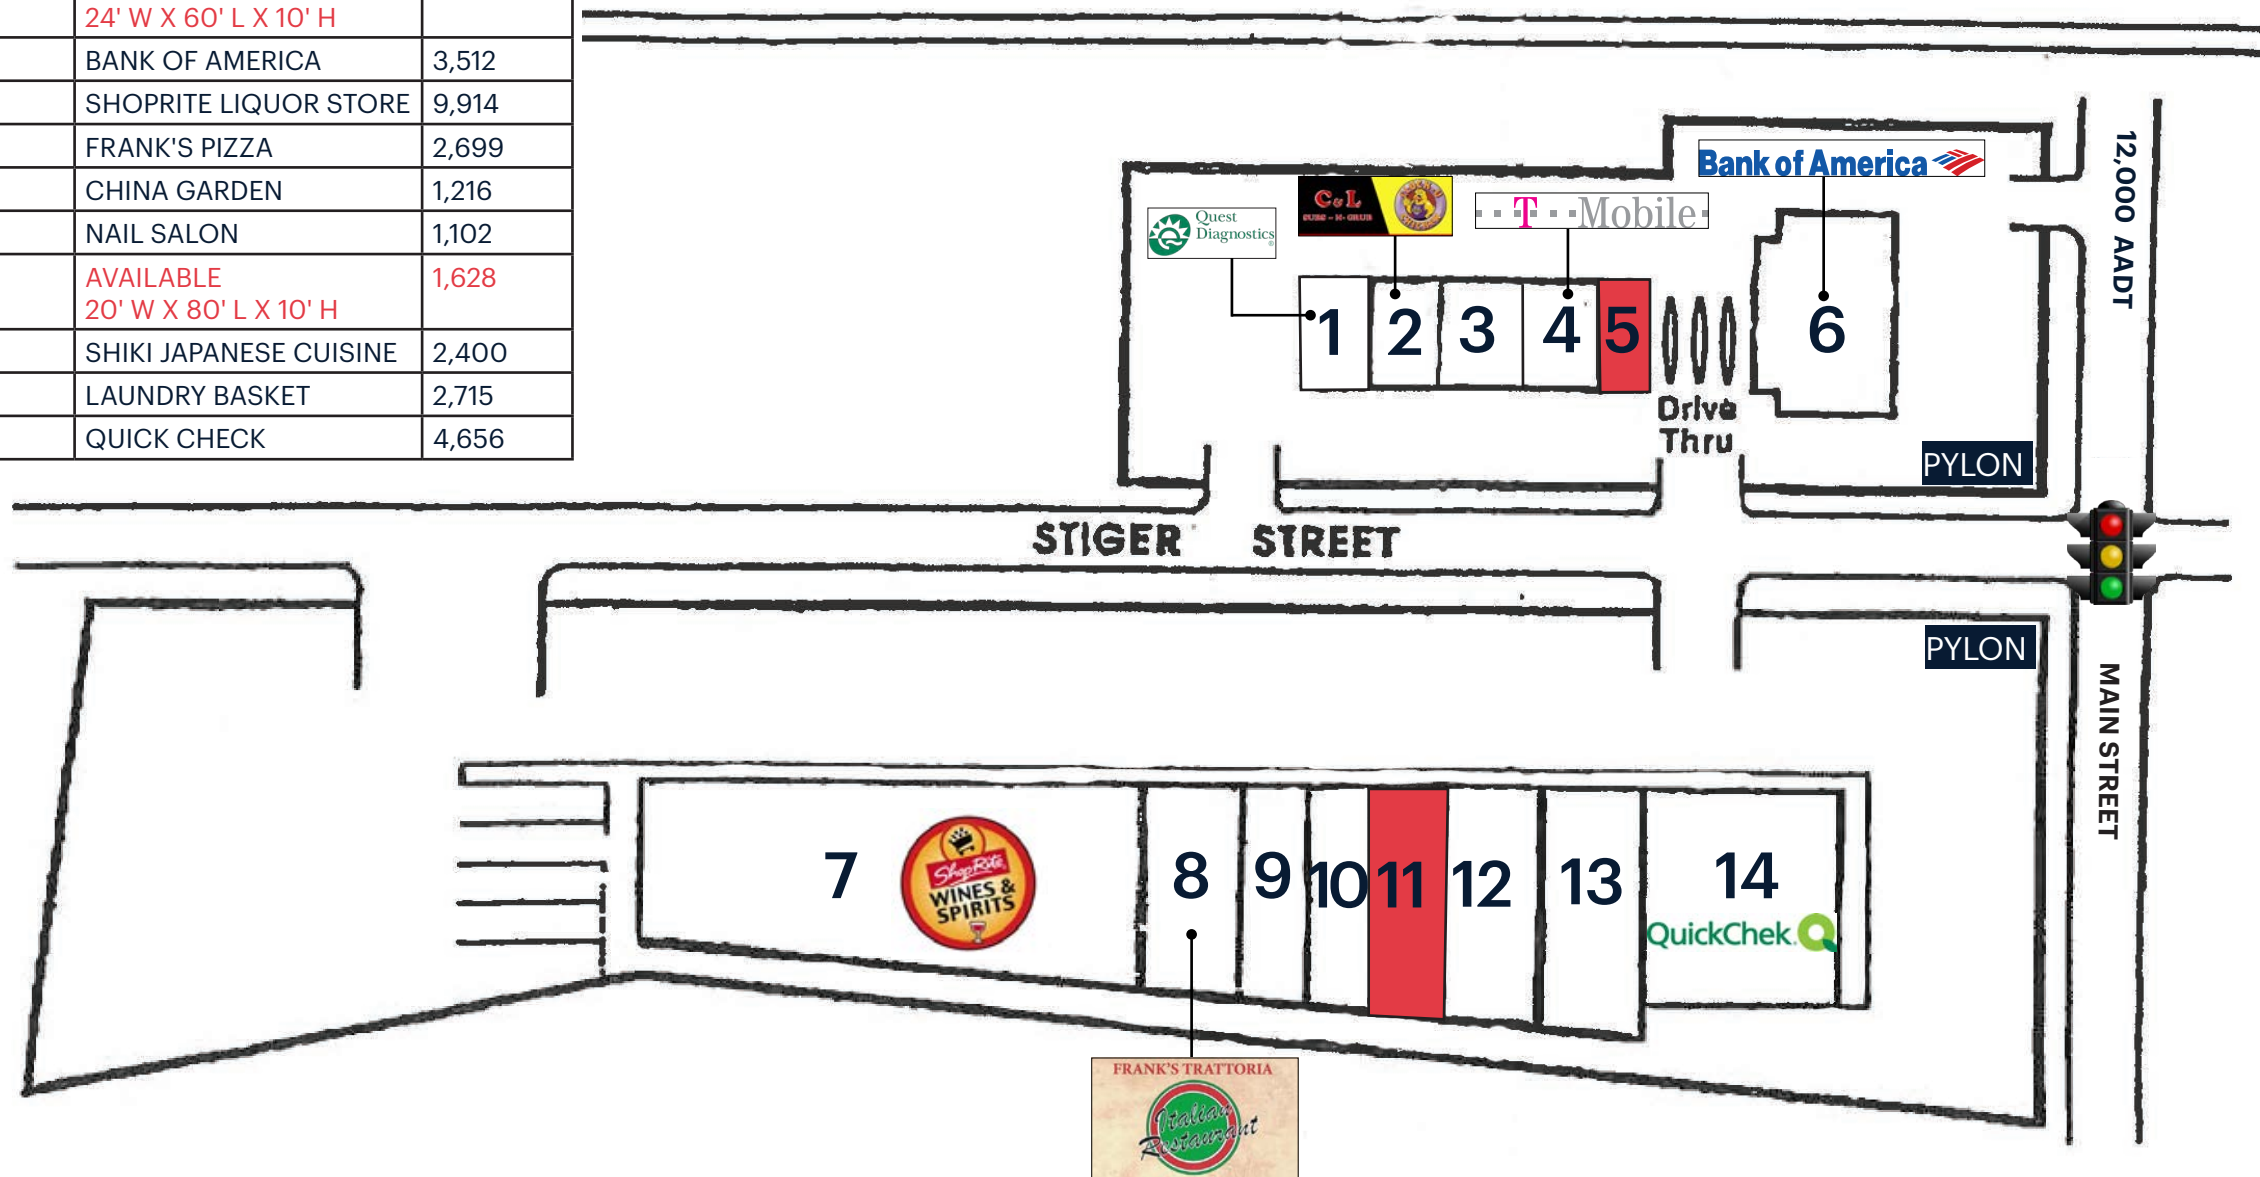 24' W X 60' L X 10' H
BANK OF AMERICA 3,512
SHOPRITE LIQUOR STORE 9,914
FRANK'S PIZZA 2,699
CHINA GARDEN 1,216
NAIL SALON 1,102
AVAILABLE 1,628
20' W X 80' L X 10' H
SHIKI JAPANESE CUISINE 2,400
LAUNDRY BASKET 2,715
QUICK CHECK 4,656
12,000 AADT
Bank of America
C&L
SUBS - N - GRUB
T Mobile
Quest
Diagnostics
1 2 3 4 5 6
Drive
Thru
PYLON
STIGER STREET
PYLON
MAIN STREET
7 8 9 10 11 12 13 14
ShopRite
WINES &
SPIRITS
QuickChek
FRANK'S TRATTORIA
Italian
Restaurant